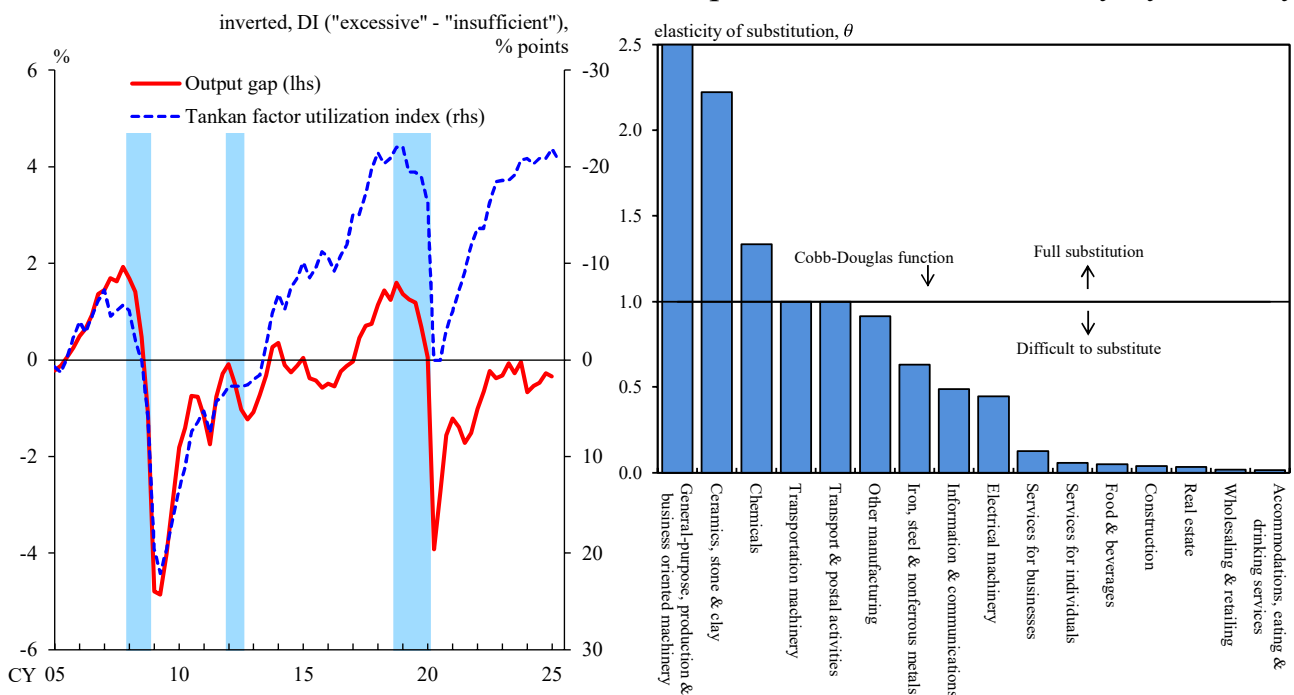 inverted, DI ("excessive" - "insufficient"),
% points
%
Output gap (lhs)
Tankan factor utilization index (rhs)
6
4
2
0
-2
-4
-6
-30
-20
-10
0
10
20
30
CY 05
10
15
20
25
elasticity of substitution, θ
2.5
2.0
1.5
1.0
0.5
0.0
Cobb-Douglas function
Full substitution
Difficult to substitute
General-purpose, production &
business oriented machinery
Ceramics, stone & clay
Chemicals
Transportation machinery
Transport & postal activities
Other manufacturing
Iron, steel & nonferrous metals
Information & communications
Electrical machinery
Services for businesses
Services for individuals
Food & beverages
Construction
Real estate
Wholesaling & retailing
Accommodations, eating &
drinking services